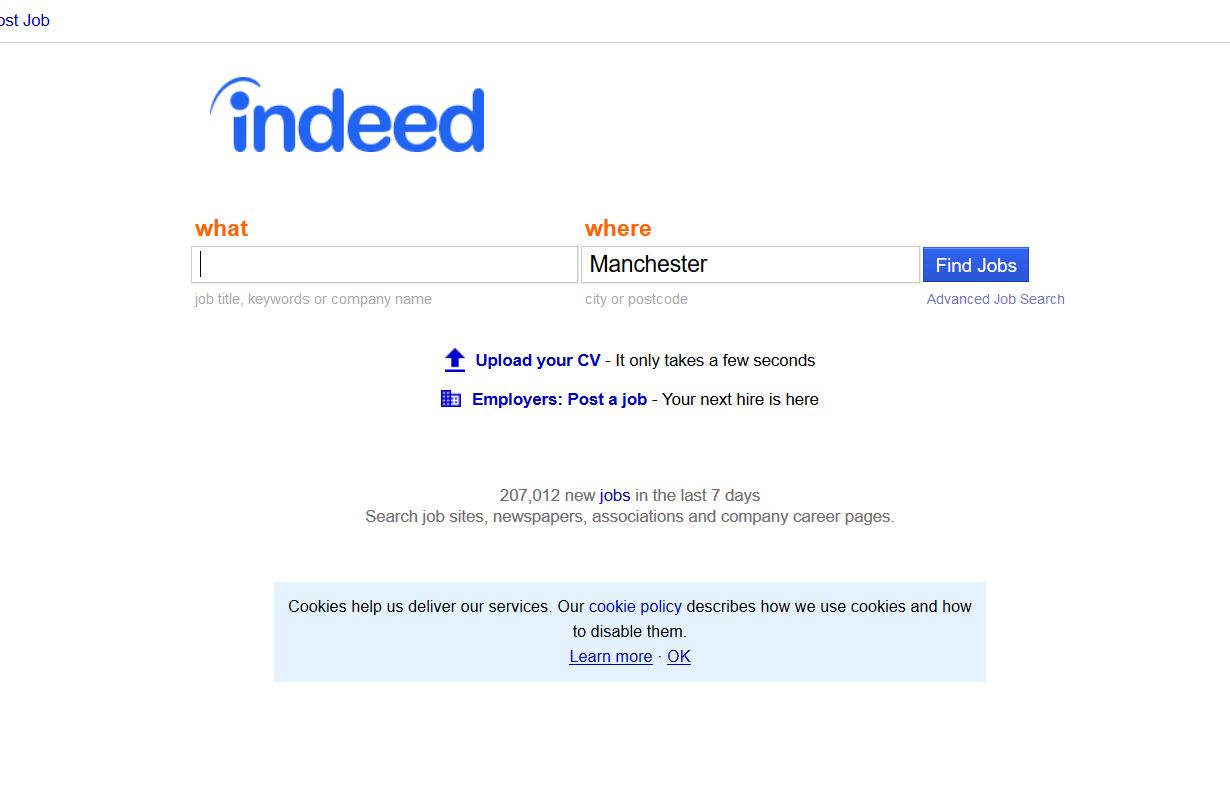 ost Job
indeed
what where
Manchester Find Jobs
job title, keywords or company name city or postcode Advanced Job Search
Upload your CV - It only takes a few seconds
Employers: Post a job - Your next hire is here
207,012 new jobs in the last 7 days
Search job sites, newspapers, associations and company career pages.
Cookies help us deliver our services. Our cookie policy describes how we use cookies and how
to disable them.
Learn more · OK